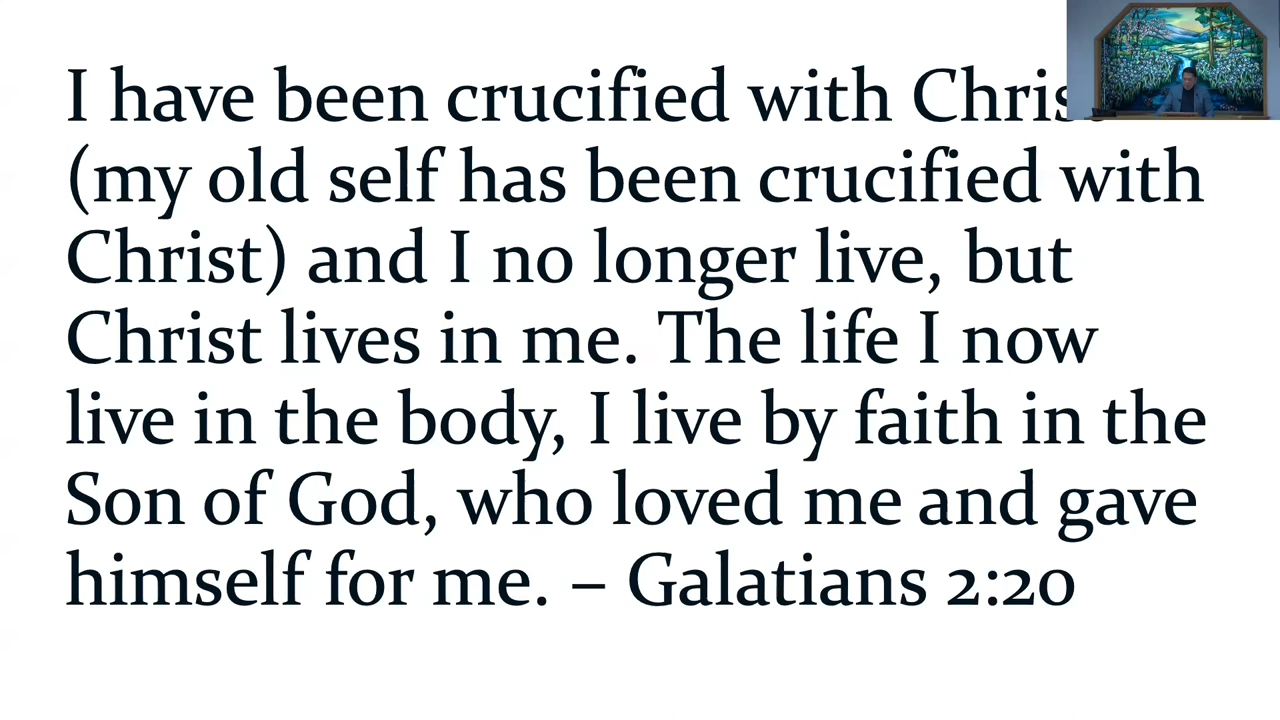 I have been crucified with Chris
(my old self has been crucified with
Christ) and I no longer live, but
Christ lives in me. The life I now
live in the body, I live by faith in the
Son of God, who loved me and gave
himself for me. – Galatians 2:20